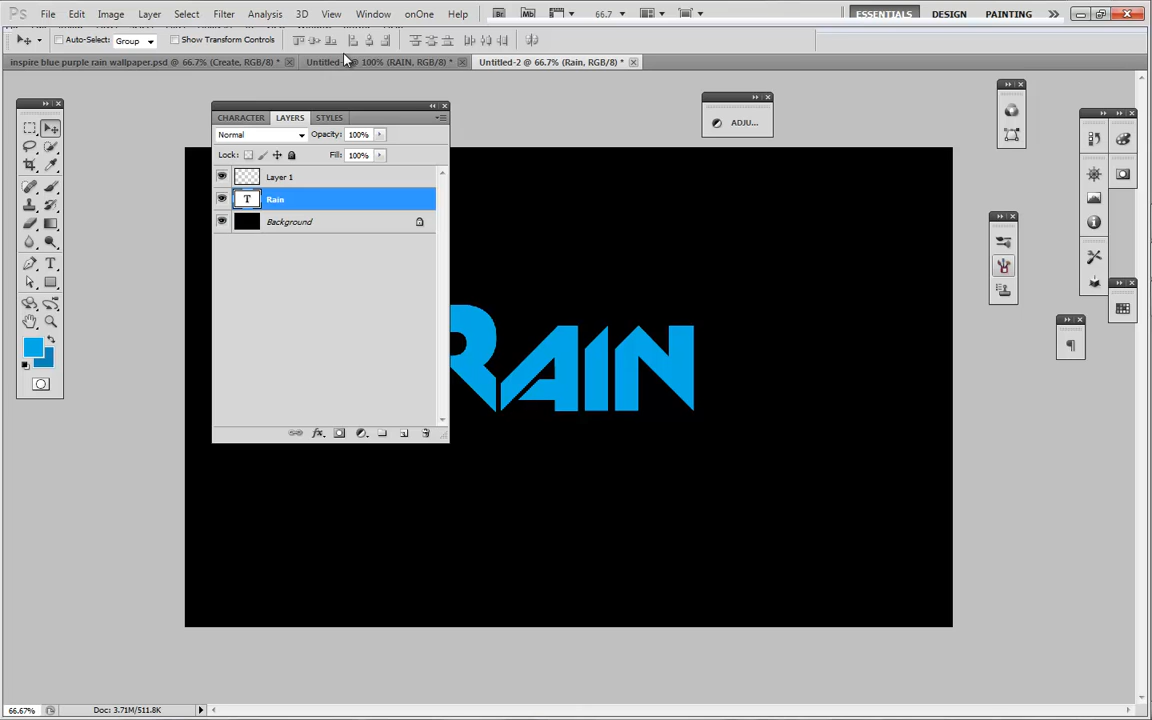 Ps File Edit Image Layer Select Filter Analysis 3D View Window onOne Help Br Mb 66.7 ESSENTIALS DESIGN PAINTING
Auto-Select: Group Show Transform Controls
inspire blue purple rain wallpaper.psd @ 66.7% (Create, RGB/8) * Untitled- @ 100% (RAIN, RGB/8) * Untitled-2 @ 66.7% (Rain, RGB/8) *
CHARACTER LAYERS STYLES
ADJU...
Normal Opacity: 100%
Lock: Fill: 100%
Layer 1
T Rain
Background
RAIN
fx
66.67% Doc: 3.71M/511.8K